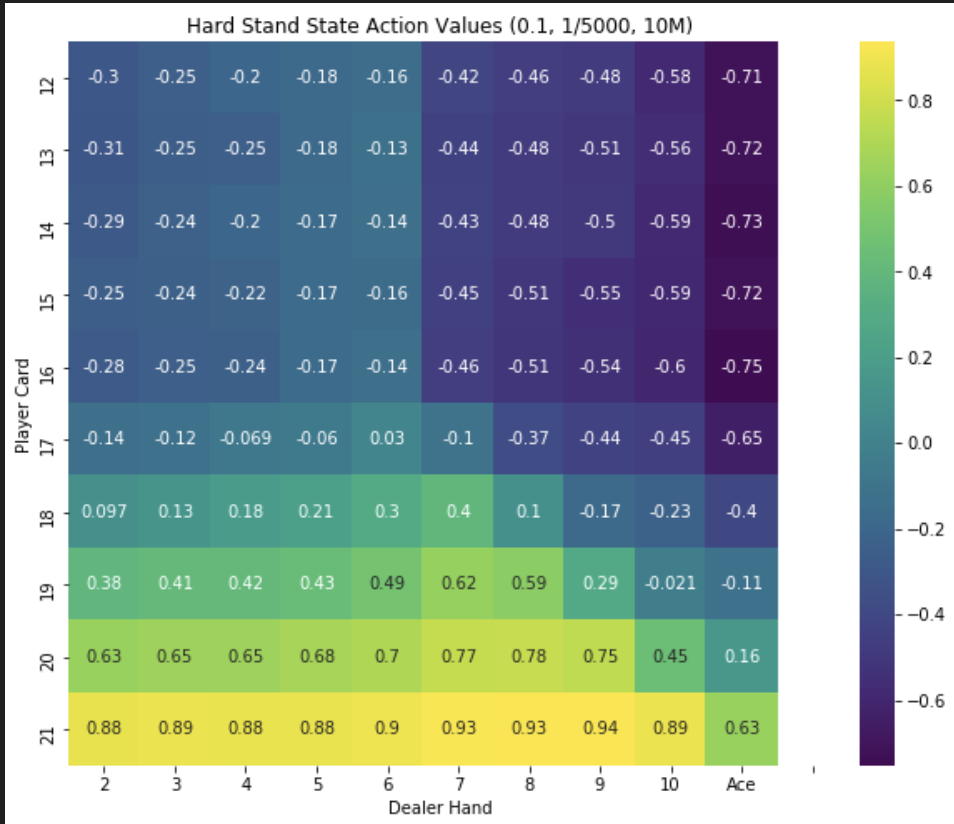 Hard Stand State Action Values (0.1, 1/5000, 10M)
12 -0.3 -0.25 -0.2 -0.18 -0.16 -0.42 -0.46 -0.48 -0.58 -0.71
13 -0.31 -0.25 -0.25 -0.18 -0.13 -0.44 -0.48 -0.51 -0.56 -0.72
14 -0.29 -0.24 -0.2 -0.17 -0.14 -0.43 -0.48 -0.5 -0.59 -0.73
15 -0.25 -0.24 -0.22 -0.17 -0.16 -0.45 -0.51 -0.55 -0.59 -0.72
16 -0.28 -0.25 -0.24 -0.17 -0.14 -0.46 -0.51 -0.54 -0.6 -0.75
17 -0.14 -0.12 -0.069 -0.06 0.03 -0.1 -0.37 -0.44 -0.45 -0.65
18 0.097 0.13 0.18 0.21 0.3 0.4 0.1 -0.17 -0.23 -0.4
19 0.38 0.41 0.42 0.43 0.49 0.62 0.59 0.29 -0.021 -0.11
20 0.63 0.65 0.65 0.68 0.7 0.77 0.78 0.75 0.45 0.16
21 0.88 0.89 0.88 0.88 0.9 0.93 0.93 0.94 0.89 0.63
2 3 4 5 6 7 8 9 10 Ace
Dealer Hand
Player Card
0.8
0.6
0.4
0.2
0.0
−0.2
−0.4
−0.6